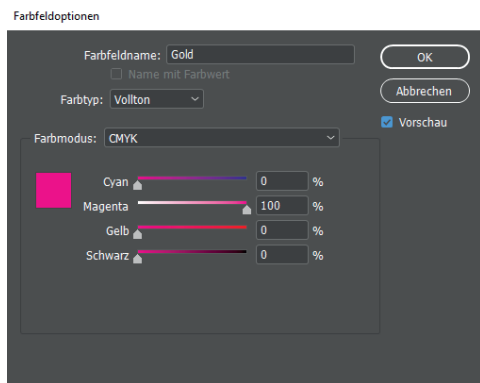 Farbfeldoptionen
Farbfeldname: Gold
Name mit Farbwert
Farbtyp: Vollton
OK
Abbrechen
Vorschau
Farbmodus: CMYK
Cyan 0 %
Magenta 100 %
Gelb 0 %
Schwarz 0 %